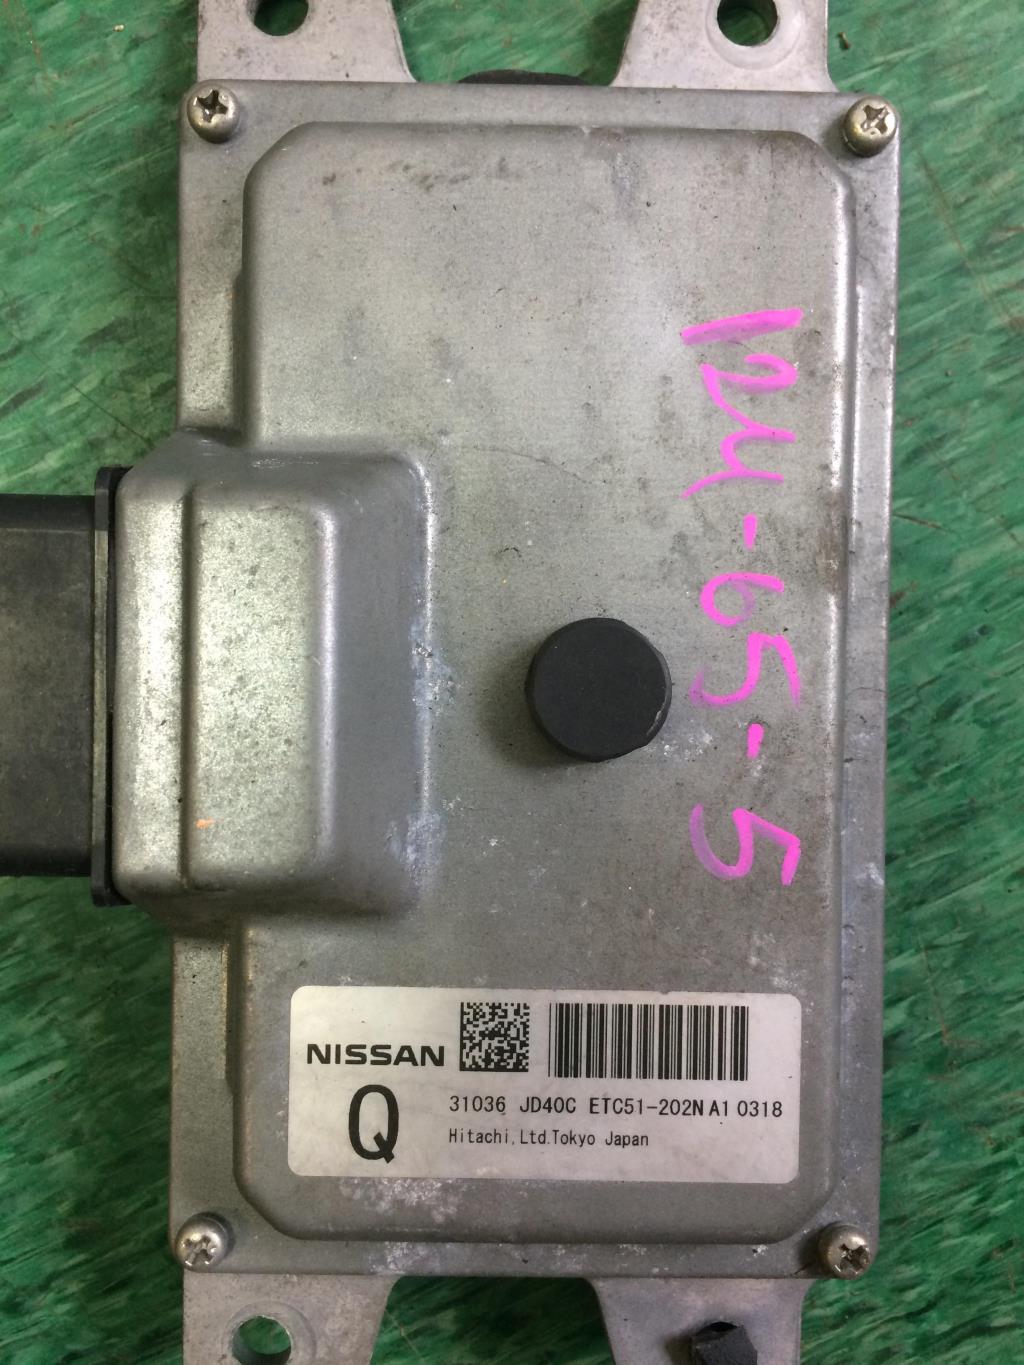 124-65-5
NISSAN
Q
31036 JD40C ETC51-202N A1 0318
Hitachi,Ltd.Tokyo Japan